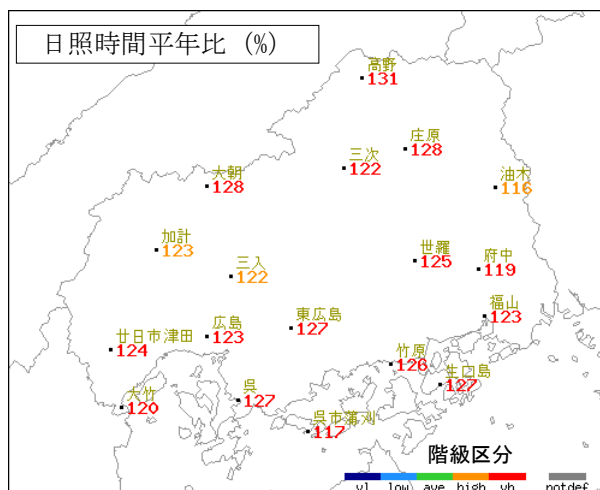 日照時間平年比 (%)
高野
131
庄原
128
三次
122
大朝
128
油木
116
加計
123
三入
122
世羅
125
府中
119
福山
123
東広島
127
広島
123
廿日市津田
124
竹原
126
生口島
127
大竹
120
呉
127
呉市蒲刈
117
階級区分
vl low ave high vh notdef